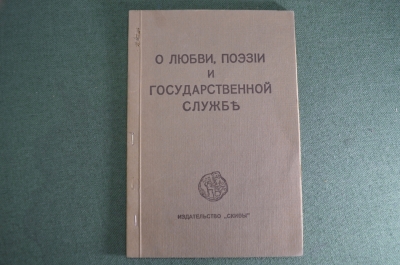 О ЛЮБВИ, ПОЭЗІИ
И
ГОСУДАРСТВЕННОЙ
СЛУЖБѢ
ИЗДАТЕЛЬСТВО „СКИѲЫ“